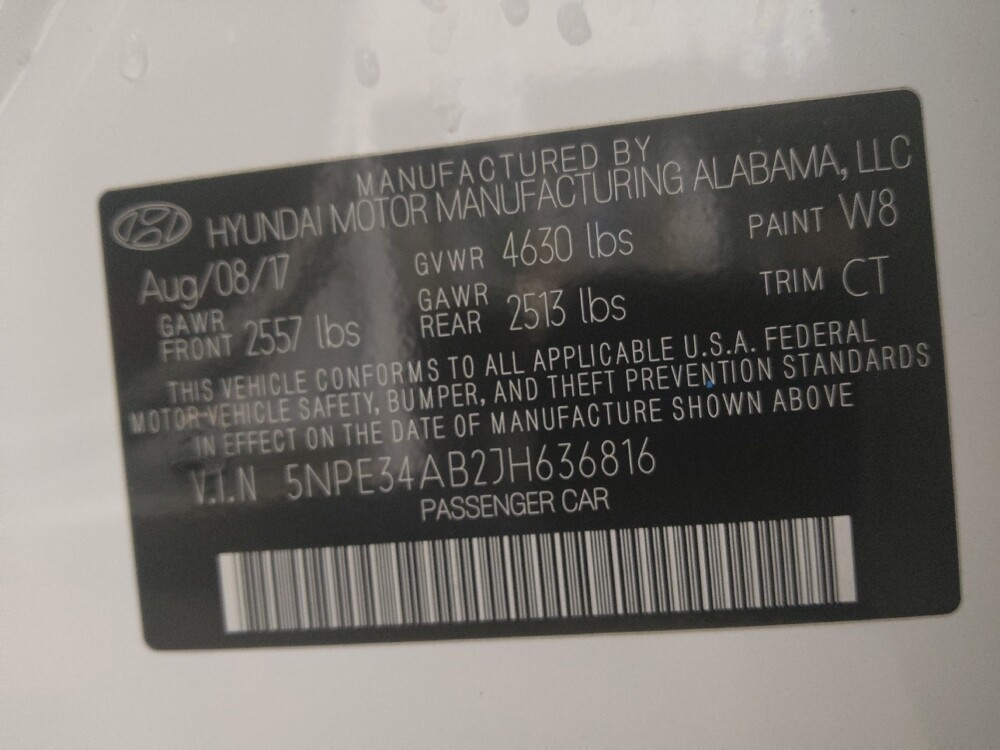 MANUFACTURED BY
HYUNDAI MOTOR MANUFACTURING ALABAMA, LLC
Aug/08/17 GVWR 4630 lbs PAINT W8
GAWR FRONT 2557 lbs GAWR REAR 2513 lbs TRIM CT
THIS VEHICLE CONFORMS TO ALL APPLICABLE U.S.A. FEDERAL
MOTOR VEHICLE SAFETY, BUMPER, AND THEFT PREVENTION STANDARDS
IN EFFECT ON THE DATE OF MANUFACTURE SHOWN ABOVE
V.I.N 5NPE34AB2JH636816
PASSENGER CAR